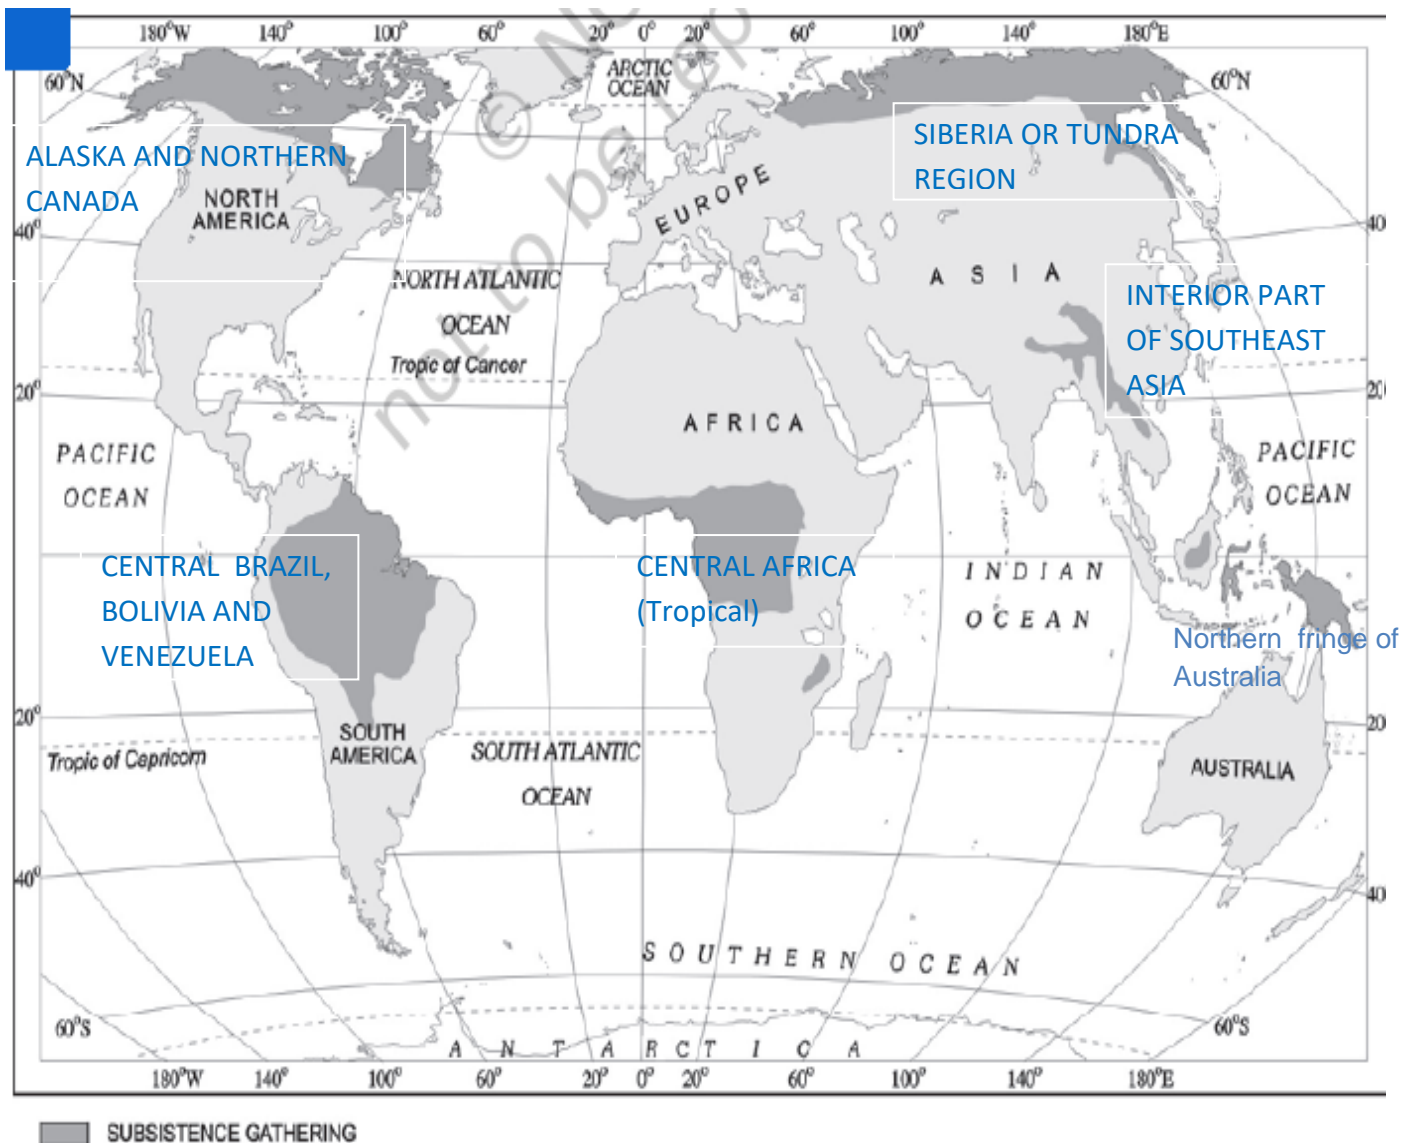 180°W 140° 100° 60° 20° 0° 20° 60° 100° 140° 180°E
ARCTIC
OCEAN
60°N
60°N
SIBERIA OR TUNDRA
REGION
ALASKA AND NORTHERN
CANADA
NORTH
AMERICA
EUROPE
40°
40
ASIA
NORTH ATLANTIC
OCEAN
INTERIOR PART
OF SOUTHEAST
ASIA
Tropic of Cancer
20°
20
AFRICA
PACIFIC
OCEAN
PACIFIC
OCEAN
CENTRAL BRAZIL,
BOLIVIA AND
VENEZUELA
CENTRAL AFRICA
(Tropical)
INDIAN
OCEAN
Northern fringe of
Australia
20°
20
SOUTH
AMERICA
Tropic of Capricorn
SOUTH ATLANTIC
OCEAN
AUSTRALIA
40°
40
SOUTHERN OCEAN
60°S
60°S
ANTARCTICA
180°W 140° 100° 60° 20° 0° 20° 60° 100° 140° 180°E
SUBSISTENCE GATHERING
not to be rep